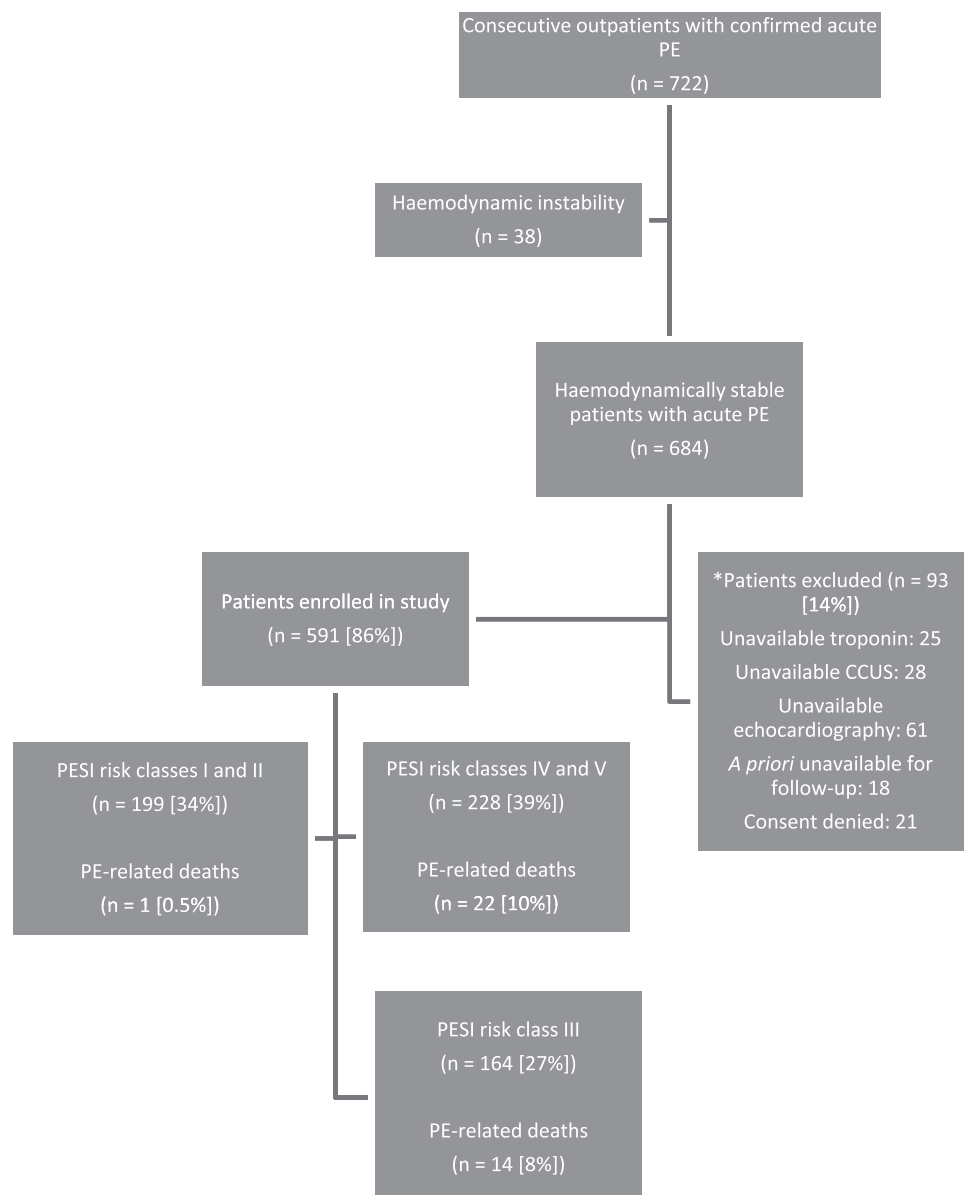 Consecutive outpatients with confirmed acute
PE
(n = 722)
Haemodynamic instability
(n = 38)
Haemodynamically stable
patients with acute PE
(n = 684)
Patients enrolled in study
(n = 591 [86%])
*Patients excluded (n = 93
[14%])
Unavailable troponin: 25
Unavailable CCUS: 28
Unavailable
echocardiography: 61
A priori unavailable for
follow-up: 18
Consent denied: 21
PESI risk classes I and II
(n = 199 [34%])
PE-related deaths
(n = 1 [0.5%])
PESI risk classes IV and V
(n = 228 [39%])
PE-related deaths
(n = 22 [10%])
PESI risk class III
(n = 164 [27%])
PE-related deaths
(n = 14 [8%])